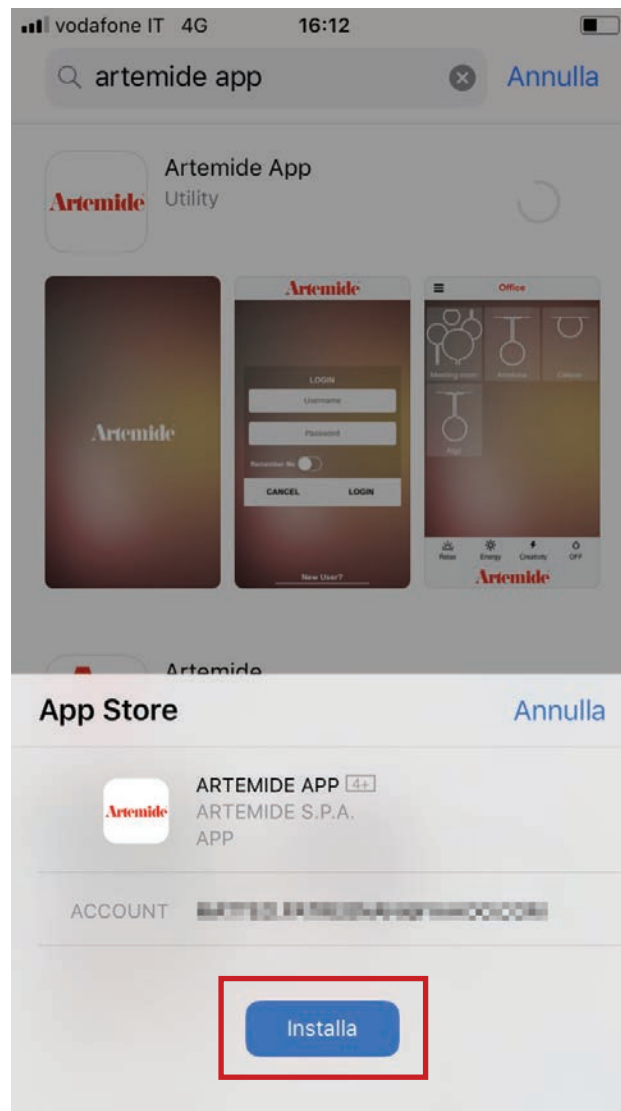 vodafone IT 4G 16:12
artemide app Annulla
Artemide App
Artemide Utility
Artemide
Artemide
LOGIN
Username
Password
Remember Me
CANCEL LOGIN
New User?
Office
Meeting room
Relax Energy Creativity OFF
Artemide
Artemide
App Store Annulla
ARTEMIDE APP 4+
Artemide ARTEMIDE S.P.A.
APP
ACCOUNT
Installa